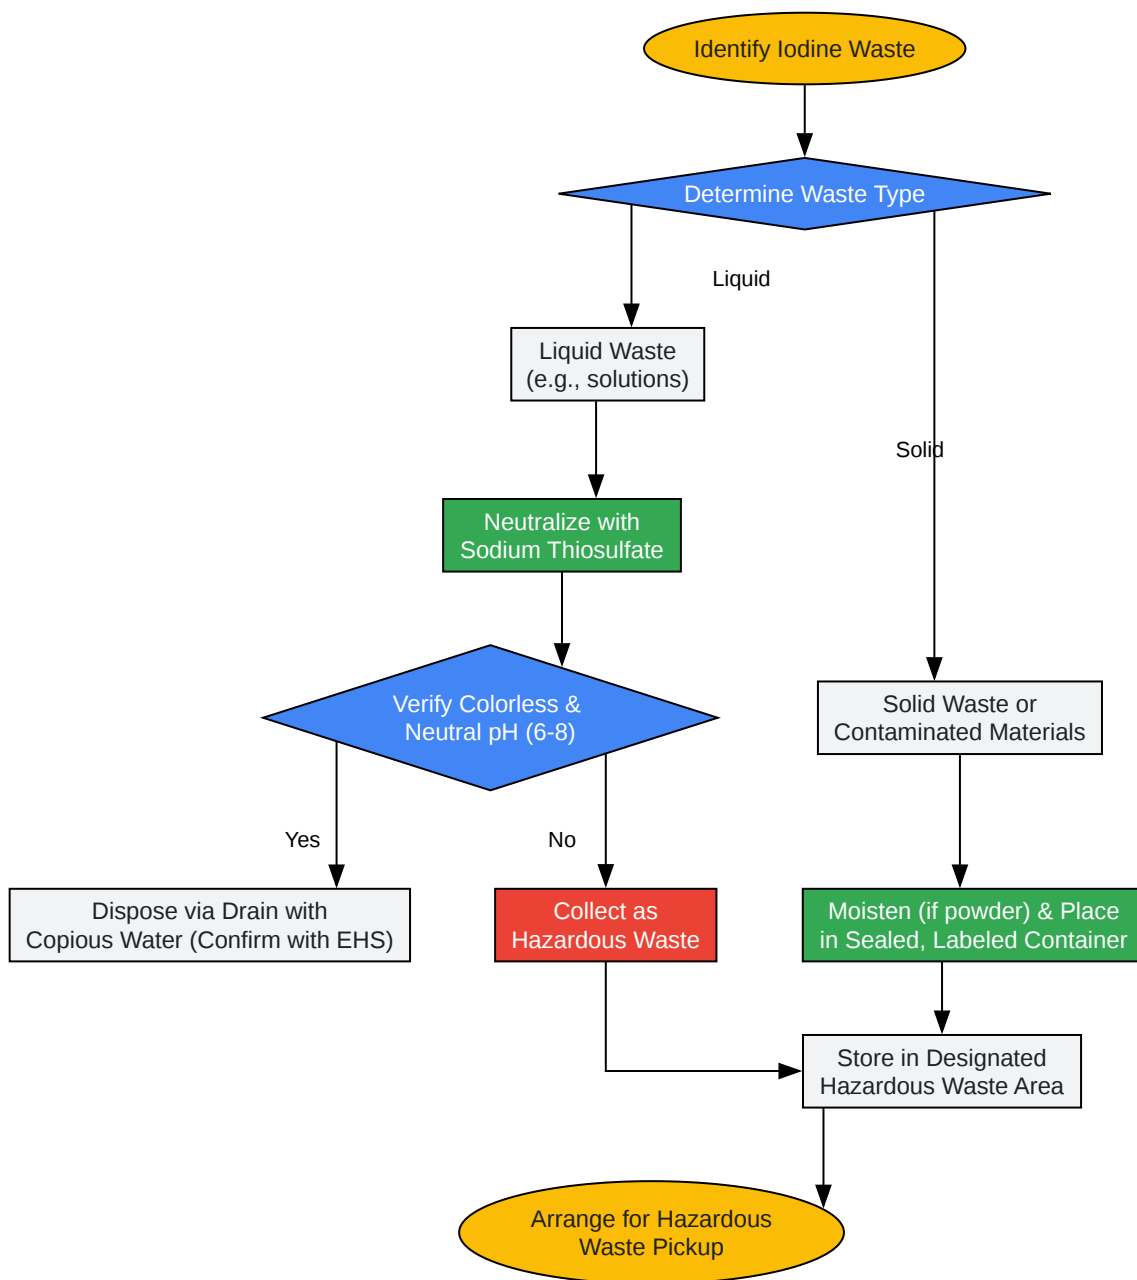 Identify Iodine Waste
Determine Waste Type
Liquid
Liquid Waste
(e.g., solutions)
Solid
Neutralize with
Sodium Thiosulfate
Verify Colorless &
Neutral pH (6-8)
Solid Waste or
Contaminated Materials
Yes
No
Dispose via Drain with
Copious Water (Confirm with EHS)
Collect as
Hazardous Waste
Moisten (if powder) & Place
in Sealed, Labeled Container
Store in Designated
Hazardous Waste Area
Arrange for Hazardous
Waste Pickup